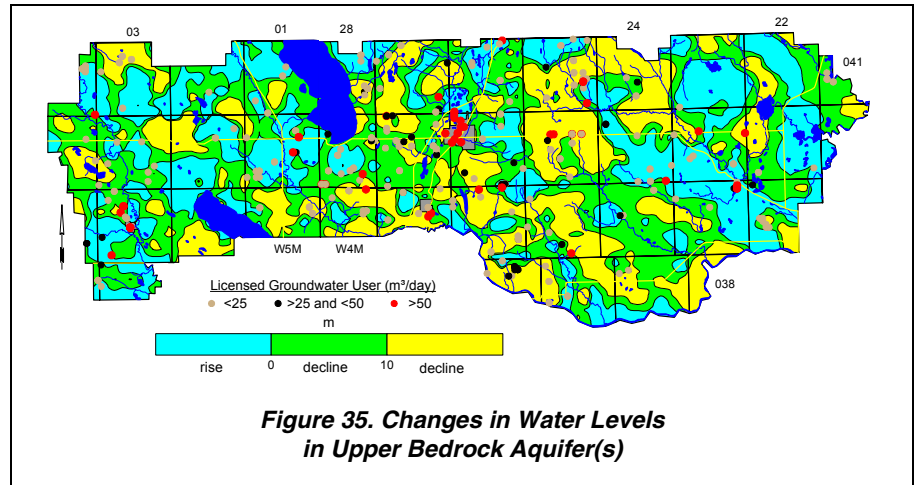 03 01 28 24 22
041
W5M W4M
038
Licensed Groundwater User (m³/day)
<25 >25 and <50 >50
m
0 10
rise decline decline
Figure 35. Changes in Water Levels
in Upper Bedrock Aquifer(s)